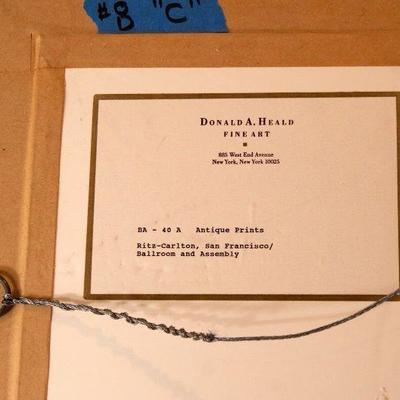 #8 "C"
DONALD A. HEALD
FINE ART
885 West End Avenue
New York, New York 10025
BA - 40 A Antique Prints
Ritz-Carlton, San Francisco/
Ballroom and Assembly